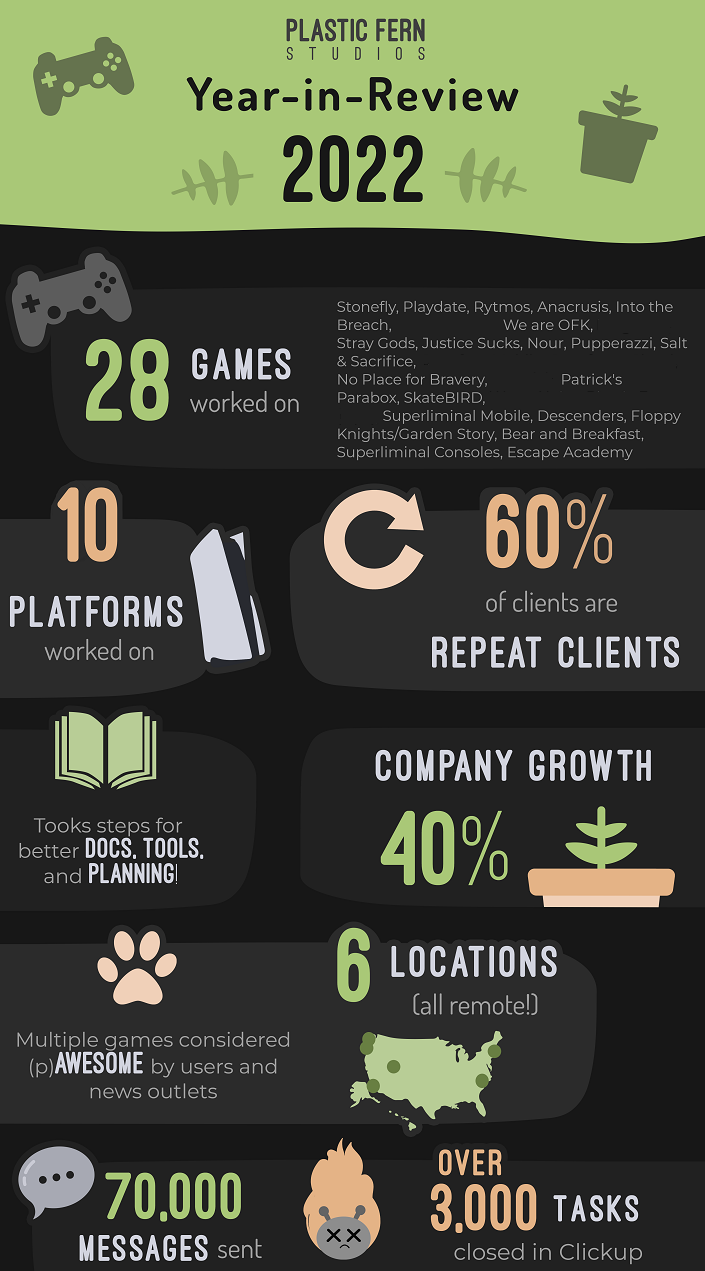 PLASTIC FERN
STUDIOS
Year-in-Review
2022
28 GAMES
worked on
Stonefly, Playdate, Rytmos, Anacrusis, Into the
Breach, We are OFK,
Stray Gods, Justice Sucks, Nour, Pupperazzi, Salt
& Sacrifice,
No Place for Bravery, Patrick's
Parabox, SkateBIRD,
Superliminal Mobile, Descenders, Floppy
Knights/Garden Story, Bear and Breakfast,
Superliminal Consoles, Escape Academy
10
PLATFORMS
worked on
60%
of clients are
REPEAT CLIENTS
Tooks steps for
better DOCS, TOOLS,
and PLANNING!
COMPANY GROWTH
40%
Multiple games considered
(p)AWESOME by users and
news outlets
6 LOCATIONS
(all remote!)
70,000
MESSAGES sent
OVER
3,000 TASKS
closed in Clickup